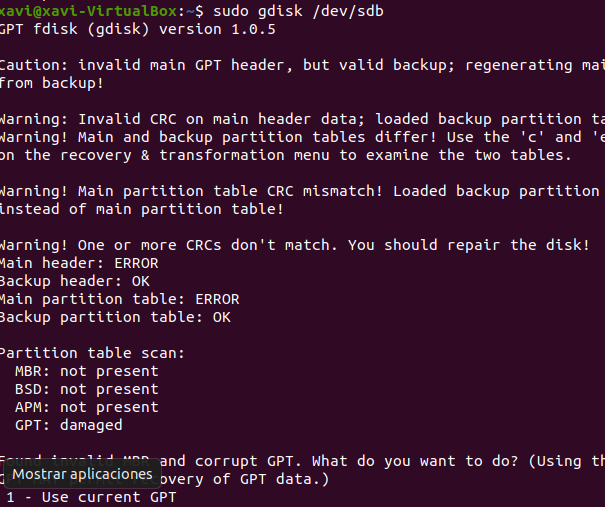 xavi@xavi-VirtualBox:~$ sudo gdisk /dev/sdb
GPT fdisk (gdisk) version 1.0.5
Caution: invalid main GPT header, but valid backup; regenerating mai
from backup!
Warning: Invalid CRC on main header data; loaded backup partition ta
Warning! Main and backup partition tables differ! Use the 'c' and 'e
on the recovery & transformation menu to examine the two tables.
Warning! Main partition table CRC mismatch! Loaded backup partition
instead of main partition table!
Warning! One or more CRCs don't match. You should repair the disk!
Main header: ERROR
Backup header: OK
Main partition table: ERROR
Backup partition table: OK
Partition table scan:
MBR: not present
BSD: not present
APM: not present
GPT: damaged
Found invalid MBR and corrupt GPT. What do you want to do? (Using th
Mostrar aplicaciones
recovery of GPT data.)
1 - Use current GPT